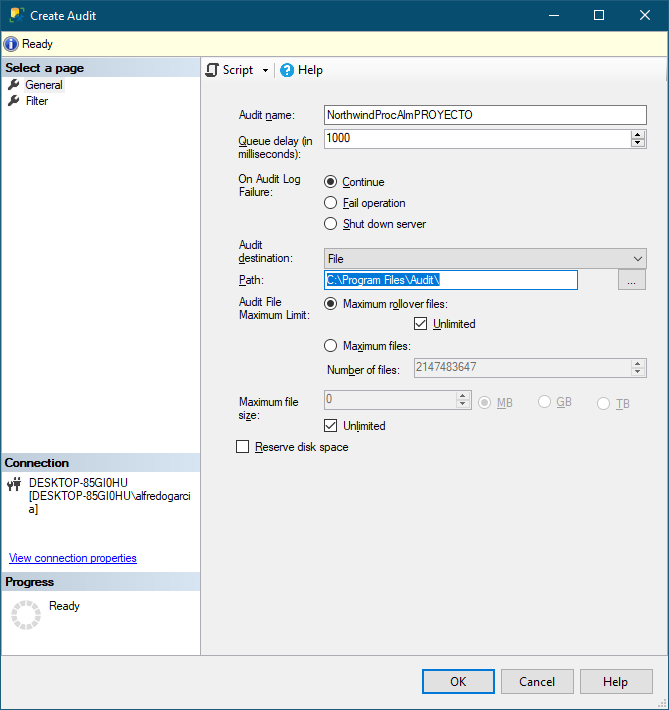 Create Audit
Ready
Select a page
General
Filter
Script
Help
Audit name:
NorthwindProcAlmPROYECTO
Queue delay (in
milliseconds):
1000
On Audit Log
Failure:
Continue
Fail operation
Shut down server
Audit
destination:
File
Path:
C:\Program Files\Audit\
...
Audit File
Maximum Limit:
Maximum rollover files:
Unlimited
Maximum files:
Number of files:
2147483647
Maximum file
size:
0
MB
GB
TB
Unlimited
Reserve disk space
Connection
DESKTOP-85GI0HU
[DESKTOP-85GI0HU\alfredogarci
a]
View connection properties
Progress
Ready
OK
Cancel
Help